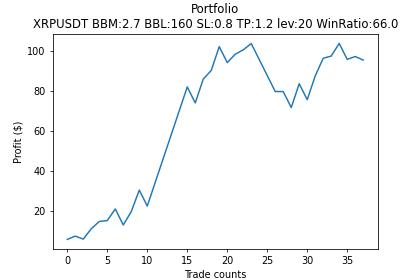 Portfolio
XRPUSDT BBM:2.7 BBL:160 SL:0.8 TP:1.2 lev:20 WinRatio:66.0
100
80
60
40
20
Profit ($)
0 5 10 15 20 25 30 35
Trade counts